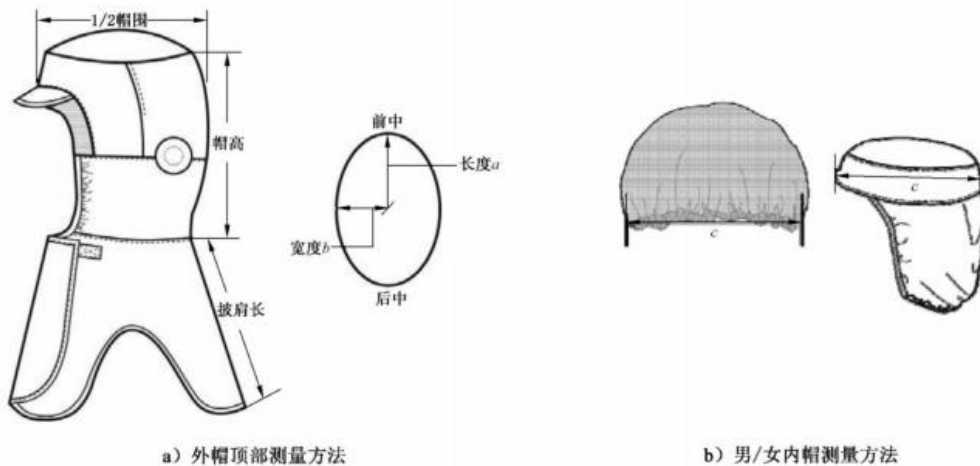 1/2帽围
帽高
披肩长
前中
长度a
宽度b
后中
c
c
a）外帽顶部测量方法
b）男/女内帽测量方法